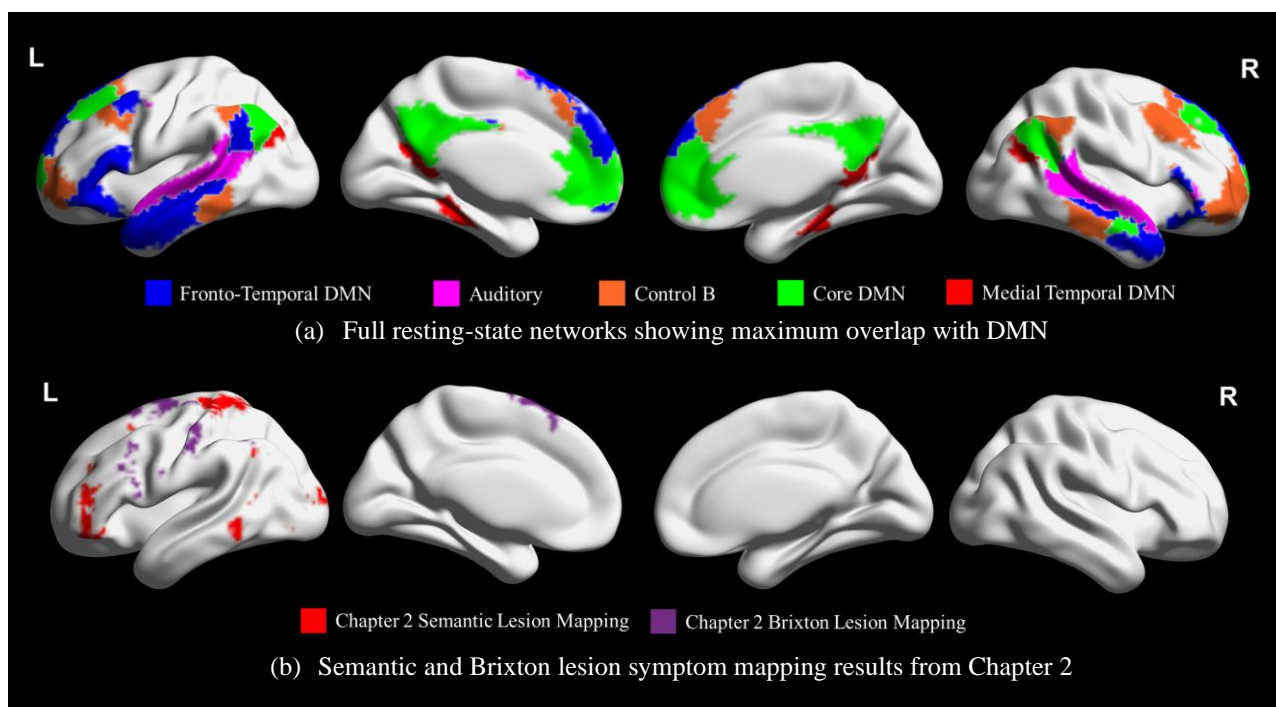 L
R
Fronto-Temporal DMN Auditory Control B Core DMN Medial Temporal DMN
(a) Full resting-state networks showing maximum overlap with DMN
L
R
Chapter 2 Semantic Lesion Mapping Chapter 2 Brixton Lesion Mapping
(b) Semantic and Brixton lesion symptom mapping results from Chapter 2